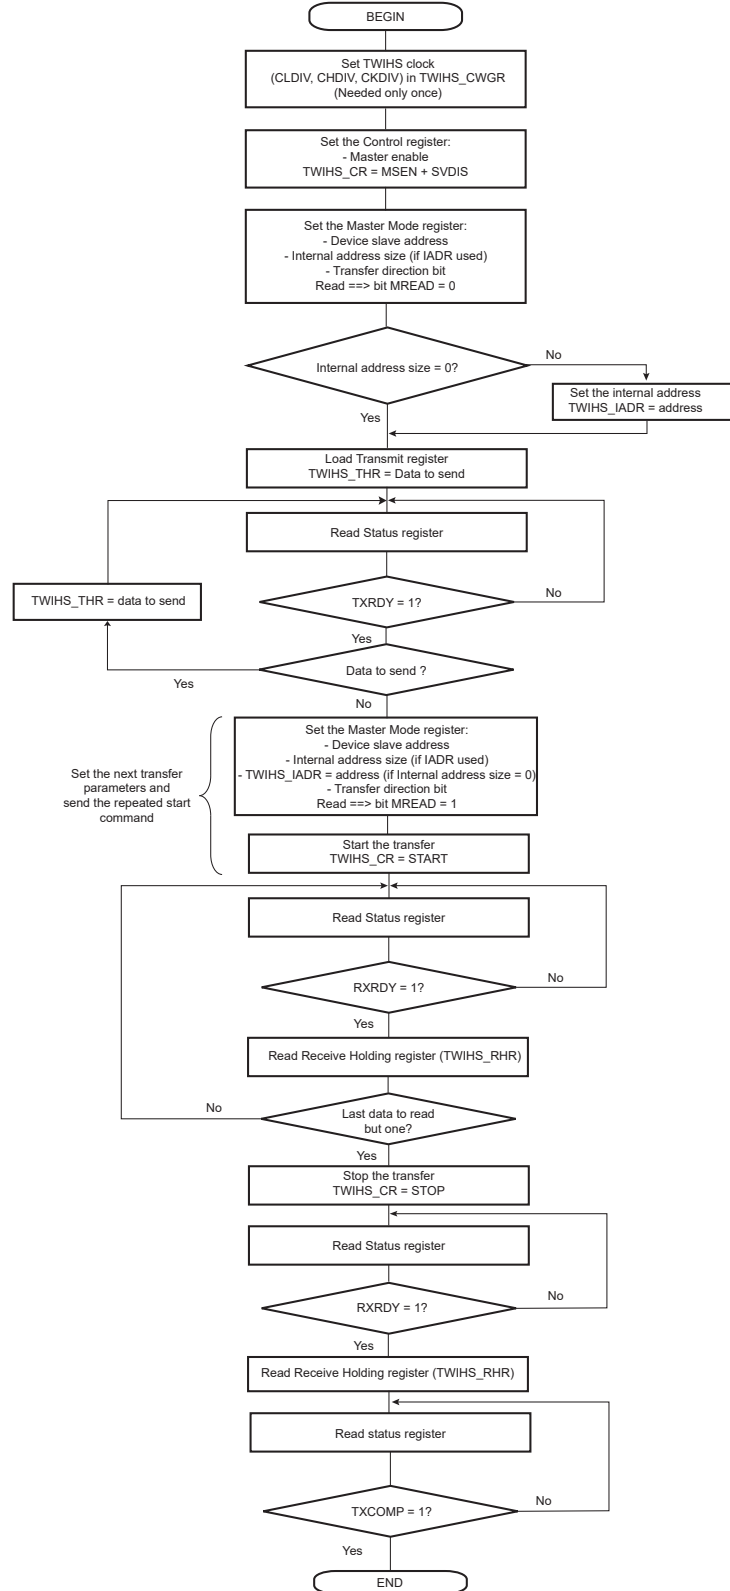 BEGIN
Set TWIHS clock
(CLDIV, CHDIV, CKDIV) in TWIHS_CWGR
(Needed only once)
Set the Control register:
- Master enable
TWIHS_CR = MSEN + SVDIS
Set the Master Mode register:
- Device slave address
- Internal address size (if IADR used)
- Transfer direction bit
Read ==> bit MREAD = 0
Internal address size = 0?
No
Set the internal address
TWIHS_IADR = address
Yes
Load Transmit register
TWIHS_THR = Data to send
Read Status register
TXRDY = 1?
No
TWIHS_THR = data to send
Yes
Data to send ?
Yes
No
Set the next transfer
parameters and
send the repeated start
command
Set the Master Mode register:
- Device slave address
- Internal address size (if IADR used)
- TWIHS_IADR = address (if Internal address size = 0)
- Transfer direction bit
Read ==> bit MREAD = 1
Start the transfer
TWIHS_CR = START
Read Status register
RXRDY = 1?
No
Yes
Read Receive Holding register (TWIHS_RHR)
No
Last data to read
but one?
Yes
Stop the transfer
TWIHS_CR = STOP
Read Status register
RXRDY = 1?
No
Yes
Read Receive Holding register (TWIHS_RHR)
Read status register
TXCOMP = 1?
No
Yes
END